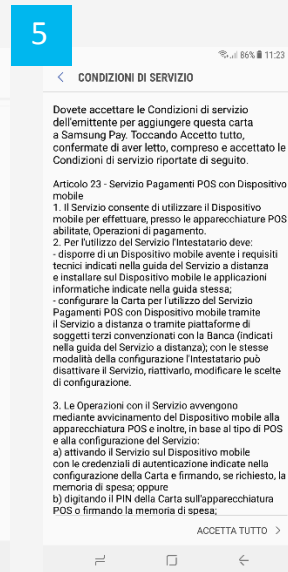 5
86% 11:23
CONDIZIONI DI SERVIZIO
Dovete accettare le Condizioni di servizio
dell'emittente per aggiungere questa carta
a Samsung Pay. Toccando Accetto tutto,
confermate di aver letto, compreso e accettato le
Condizioni di servizio riportate di seguito.
Articolo 23 - Servizio Pagamenti POS con Dispositivo
mobile
1. Il Servizio consente di utilizzare il Dispositivo
mobile per effettuare, presso le apparecchiature POS
abilitate, Operazioni di pagamento.
2. Per l'utilizzo del Servizio l'Intestatario deve:
- disporre di un Dispositivo mobile avente i requisiti
tecnici indicati nella guida del Servizio a distanza
e installare sul Dispositivo mobile le applicazioni
informatiche indicate nella guida stessa;
- configurare la Carta per l'utilizzo del Servizio
Pagamenti POS con Dispositivo mobile tramite
il Servizio a distanza o tramite piattaforme di
soggetti terzi convenzionati con la Banca (indicati
nella guida del Servizio a distanza); con le stesse
modalità della configurazione l'Intestatario può
disattivare il Servizio, riattivarlo, modificare le scelte
di configurazione.
3. Le Operazioni con il Servizio avvengono
mediante avvicinamento del Dispositivo mobile alla
apparecchiatura POS e inoltre, in base al tipo di POS
e alla configurazione del Servizio:
a) attivando il Servizio sul Dispositivo mobile
con le credenziali di autenticazione indicate nella
configurazione della Carta e firmando, se richiesto, la
memoria di spesa; oppure
b) digitando il PIN della Carta sull'apparecchiatura
POS o firmando la memoria di spesa;
ACCETTA TUTTO >